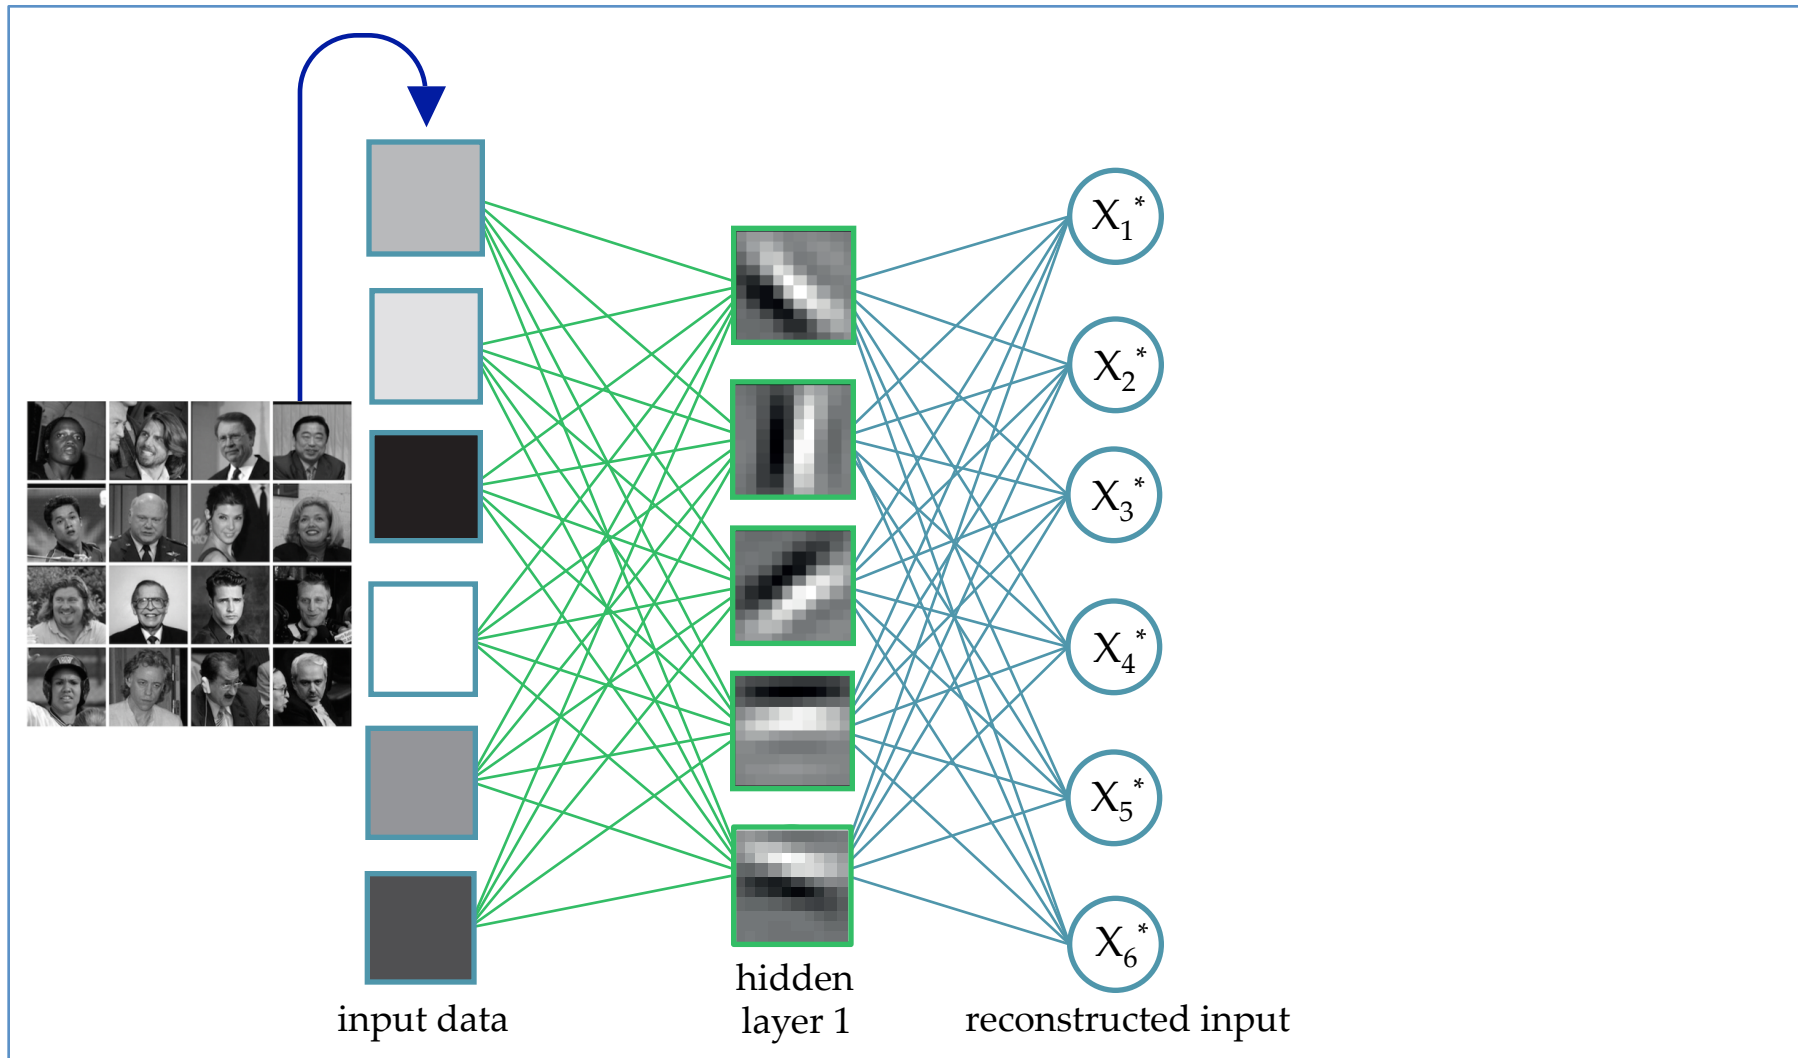 X₁*
X₂*
X₃*
X₄*
X₅*
X₆*
hidden
layer 1
input data
reconstructed input